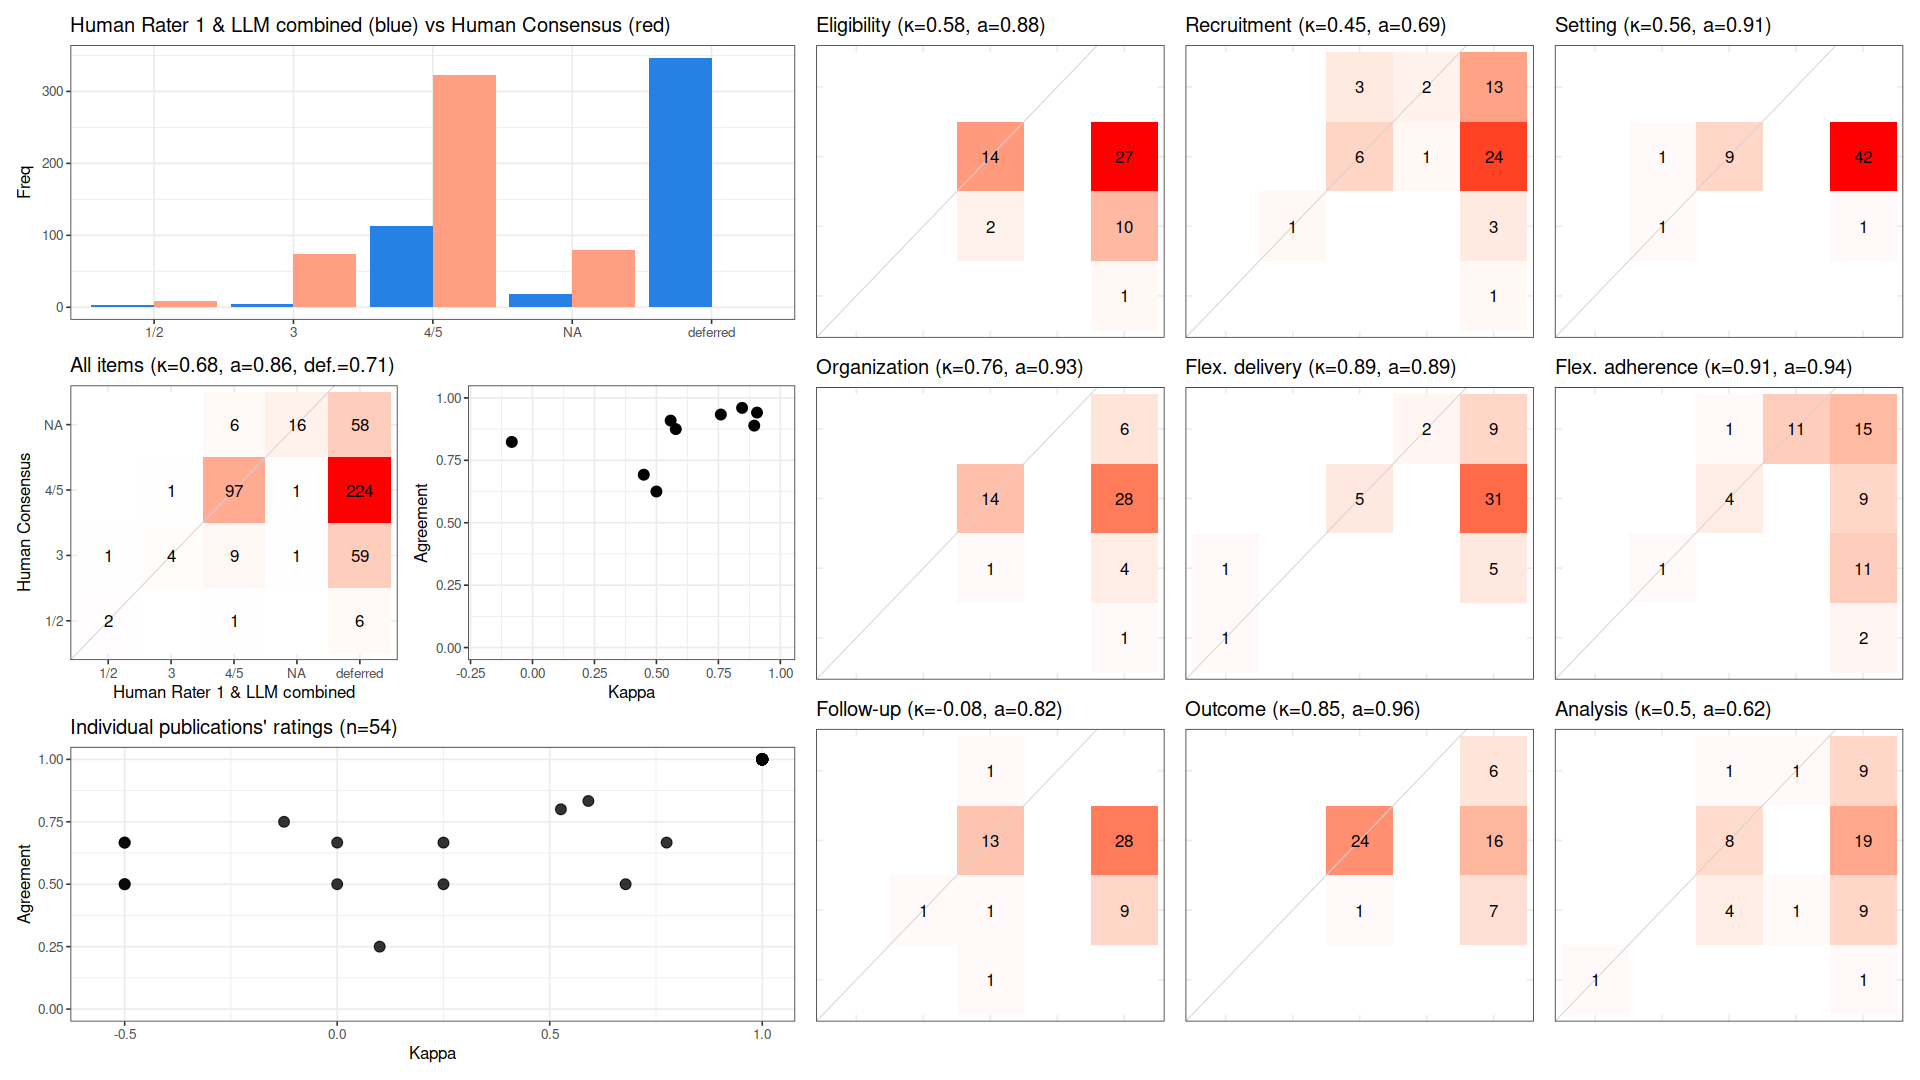 Human Rater 1 & LLM combined (blue) vs Human Consensus (red)
Freq
300
200
100
0
1/2 3 4/5 NA deferred
All items (κ=0.68, a=0.86, def.=0.71)
Human Consensus
NA 6 16 58
4/5 1 97 1 224
3 1 4 9 1 59
1/2 2 1 6
1/2 3 4/5 NA deferred
Human Rater 1 & LLM combined
Agreement
1.00
0.75
0.50
0.25
0.00
-0.25 0.00 0.25 0.50 0.75 1.00
Kappa
Individual publications' ratings (n=54)
Agreement
1.00
0.75
0.50
0.25
0.00
-0.5 0.0 0.5 1.0
Kappa
Eligibility (κ=0.58, a=0.88)
14 27
2 10
1
Recruitment (κ=0.45, a=0.69)
3 2 13
6 1 24
1 3
1
Setting (κ=0.56, a=0.91)
1 9 42
1 1
Organization (κ=0.76, a=0.93)
6
14 28
1 4
1
Flex. delivery (κ=0.89, a=0.89)
2 9
5 31
1 5
1
Flex. adherence (κ=0.91, a=0.94)
1 11 15
4 9
1 11
2
Follow-up (κ=-0.08, a=0.82)
1
13 28
1 1 9
1
Outcome (κ=0.85, a=0.96)
6
24 16
1 7
Analysis (κ=0.5, a=0.62)
1 1 9
8 19
4 1 9
1 1